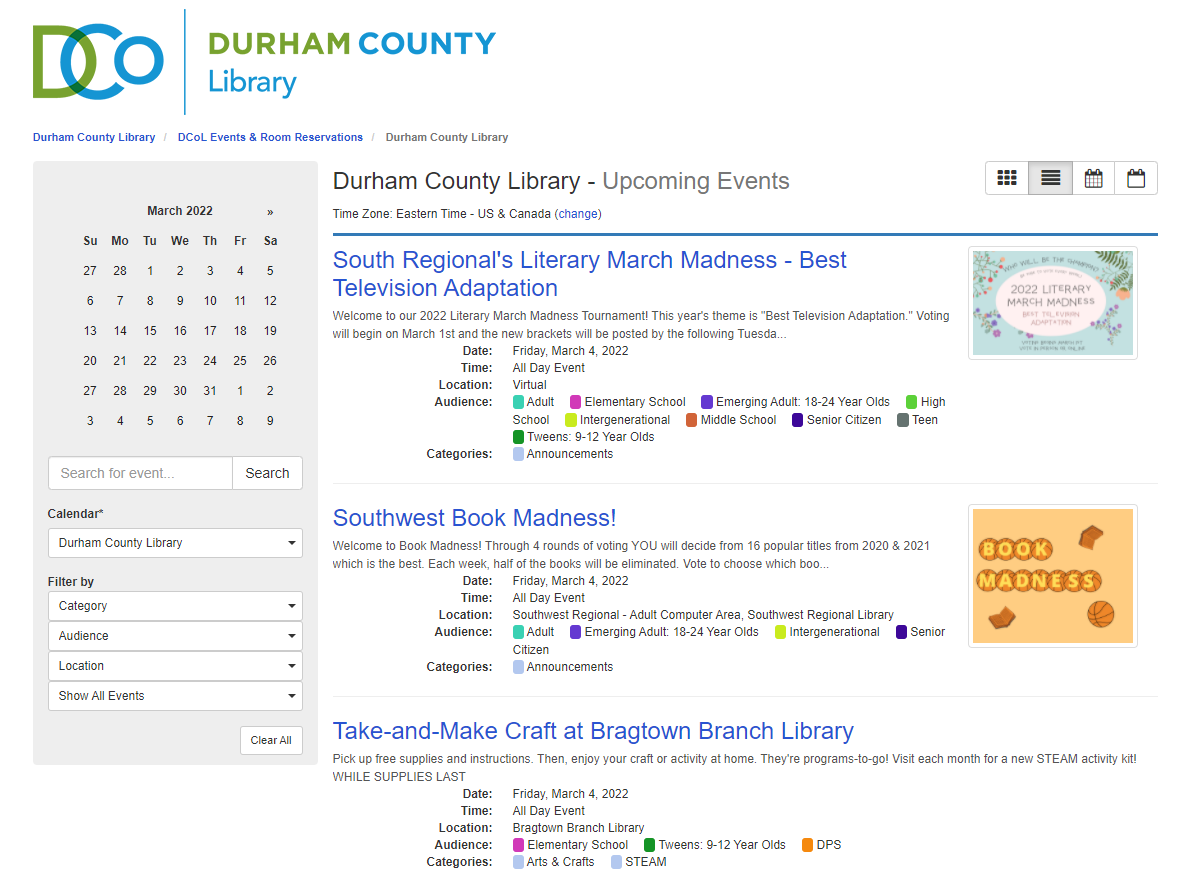 DCO
DURHAM COUNTY
Library
Durham County Library / DCoL Events & Room Reservations / Durham County Library
March 2022 »
Su Mo Tu We Th Fr Sa
27 28 1 2 3 4 5
6 7 8 9 10 11 12
13 14 15 16 17 18 19
20 21 22 23 24 25 26
27 28 29 30 31 1 2
3 4 5 6 7 8 9
Search for event... Search
Calendar*
Durham County Library
Filter by
Category
Audience
Location
Show All Events
Clear All
Durham County Library - Upcoming Events
Time Zone: Eastern Time - US & Canada (change)
South Regional's Literary March Madness - Best
Television Adaptation
Welcome to our 2022 Literary March Madness Tournament! This year's theme is "Best Television Adaptation." Voting
will begin on March 1st and the new brackets will be posted by the following Tuesda...
Date: Friday, March 4, 2022
Time: All Day Event
Location: Virtual
Audience: Adult Elementary School Emerging Adult: 18-24 Year Olds High
School Intergenerational Middle School Senior Citizen Teen
Tweens: 9-12 Year Olds
Categories: Announcements
WHO WILL BE THE CHAMPION?
2022 LITERARY
MARCH MADNESS
BEST TELEVISION
ADAPTATION
Southwest Book Madness!
Welcome to Book Madness! Through 4 rounds of voting YOU will decide from 16 popular titles from 2020 & 2021
which is the best. Each week, half of the books will be eliminated. Vote to choose which boo...
Date: Friday, March 4, 2022
Time: All Day Event
Location: Southwest Regional - Adult Computer Area, Southwest Regional Library
Audience: Adult Emerging Adult: 18-24 Year Olds Intergenerational Senior
Citizen
Categories: Announcements
BOOK
MADNESS
Take-and-Make Craft at Bragtown Branch Library
Pick up free supplies and instructions. Then, enjoy your craft or activity at home. They're programs-to-go! Visit each month for a new STEAM activity kit!
WHILE SUPPLIES LAST
Date: Friday, March 4, 2022
Time: All Day Event
Location: Bragtown Branch Library
Audience: Elementary School Tweens: 9-12 Year Olds DPS
Categories: Arts & Crafts STEAM